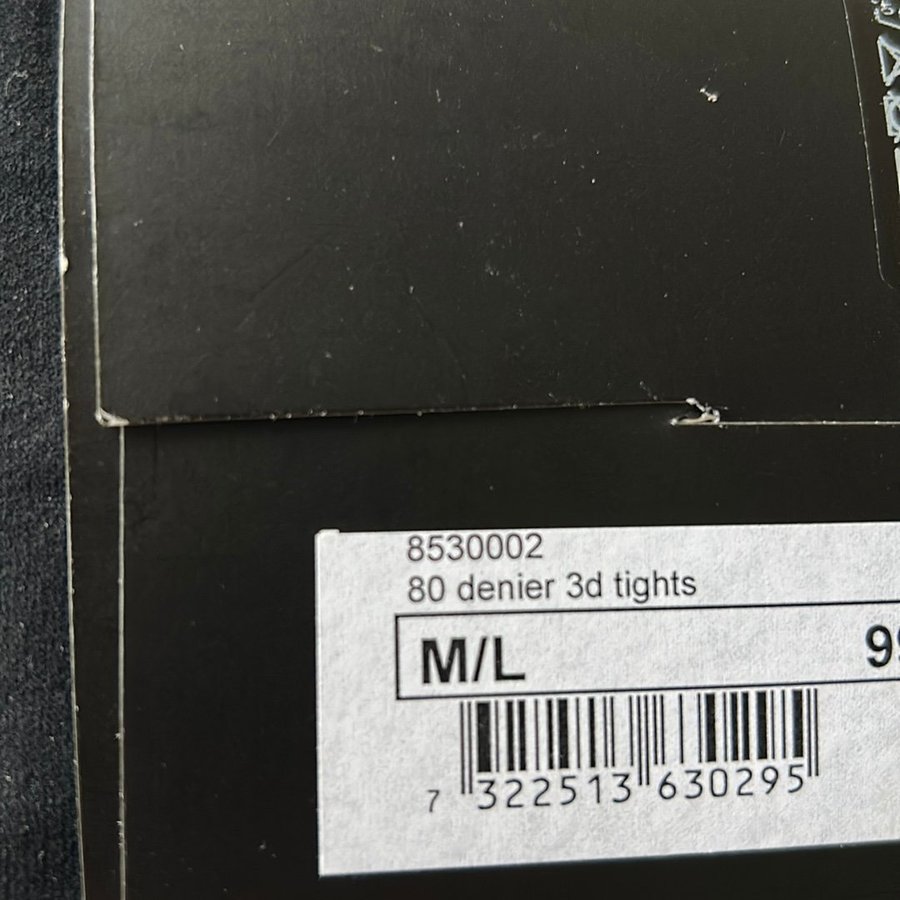 8530002
80 denier 3d tights
M/L
7 322513 630295